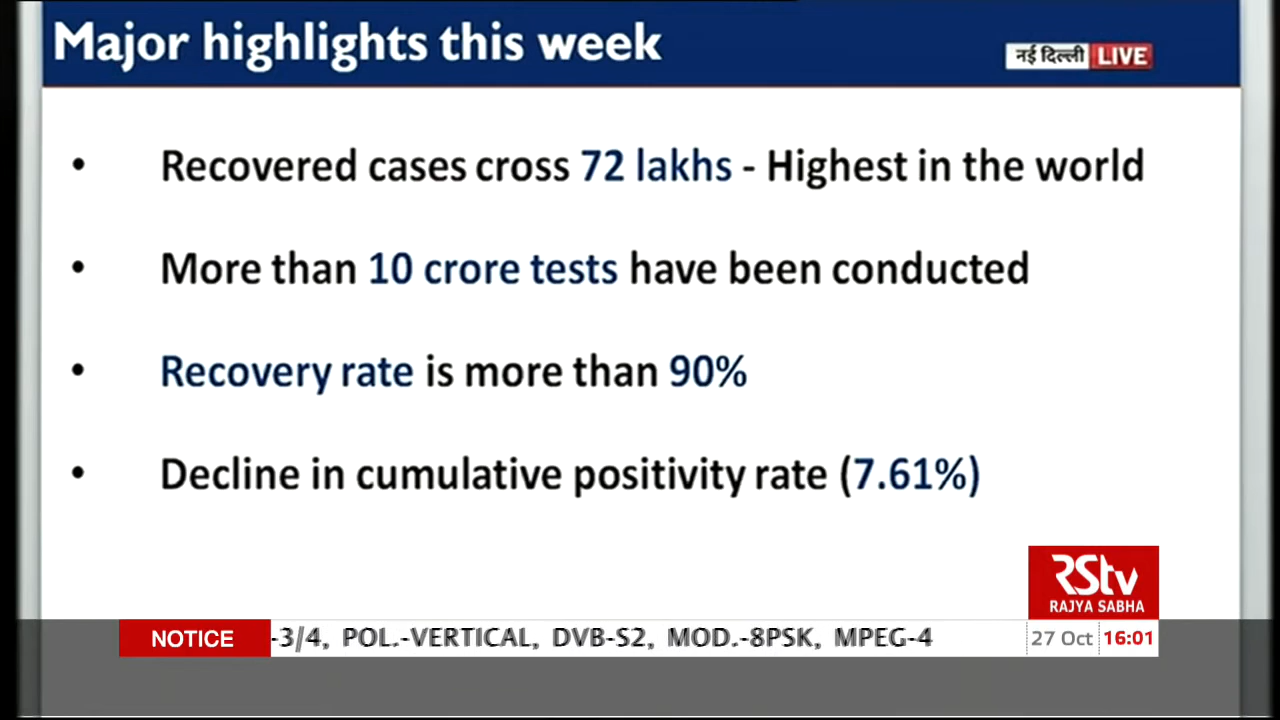 Major highlights this week
नई दिल्ली LIVE
• Recovered cases cross 72 lakhs - Highest in the world
• More than 10 crore tests have been conducted
• Recovery rate is more than 90%
• Decline in cumulative positivity rate (7.61%)
RStv
RAJYA SABHA
NOTICE -3/4, POL.-VERTICAL, DVB-S2, MOD.-8PSK, MPEG-4 27 Oct 16:01